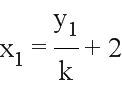 x₁ = y₁/k + 2